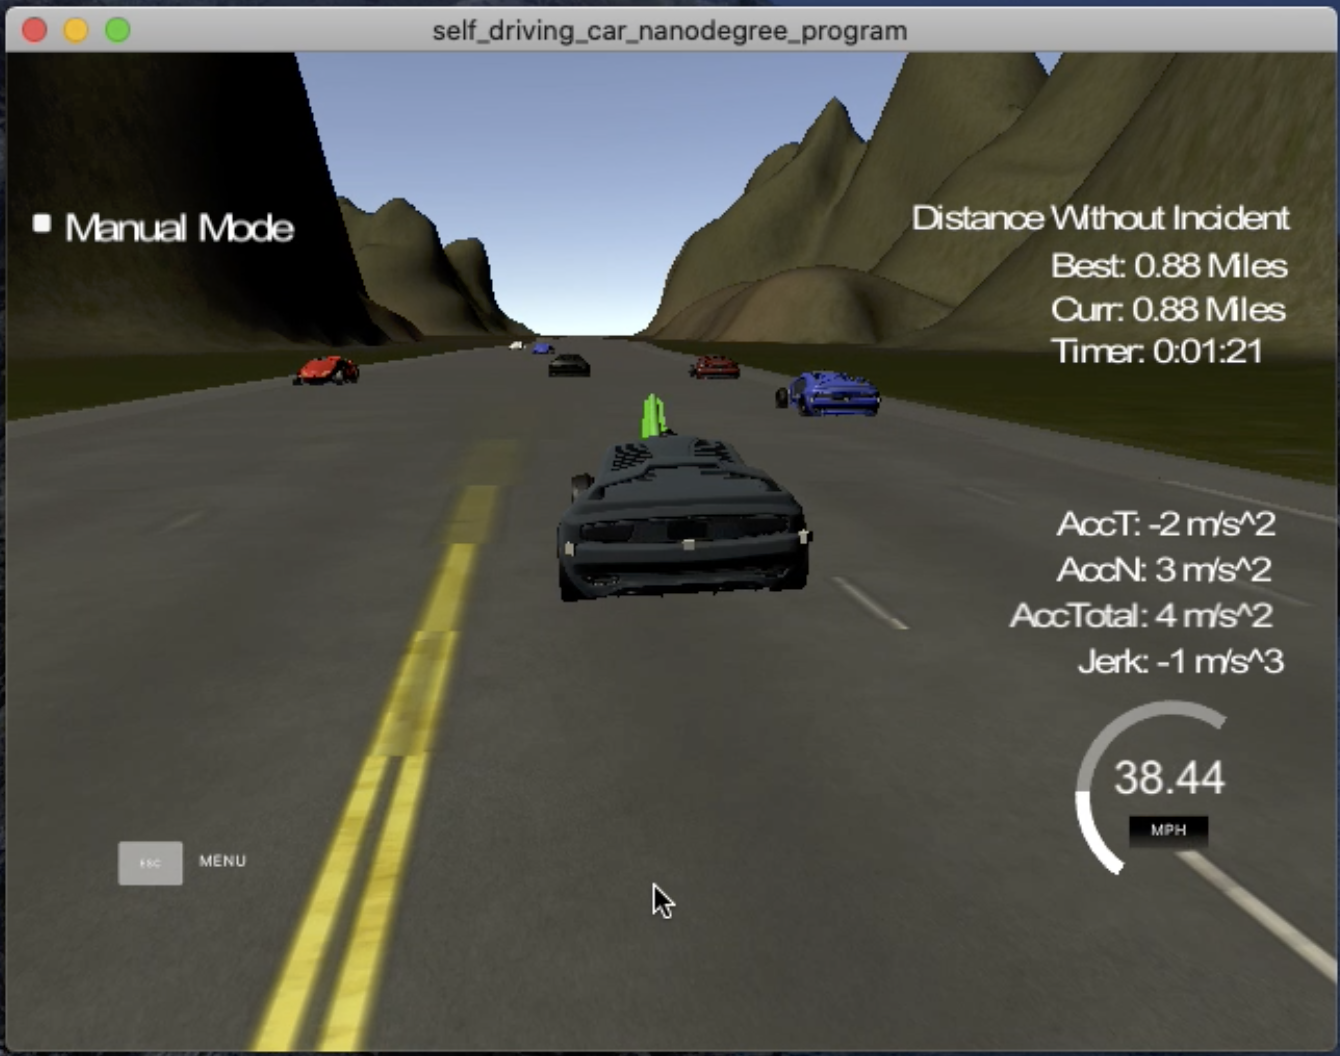 self_driving_car_nanodegree_program
Manual Mode
Distance Without Incident
Best: 0.88 Miles
Curr: 0.88 Miles
Timer: 0:01:21
AccT: -2 m/s^2
AccN: 3 m/s^2
AccTotal: 4 m/s^2
Jerk: -1 m/s^3
38.44
MPH
ESC MENU